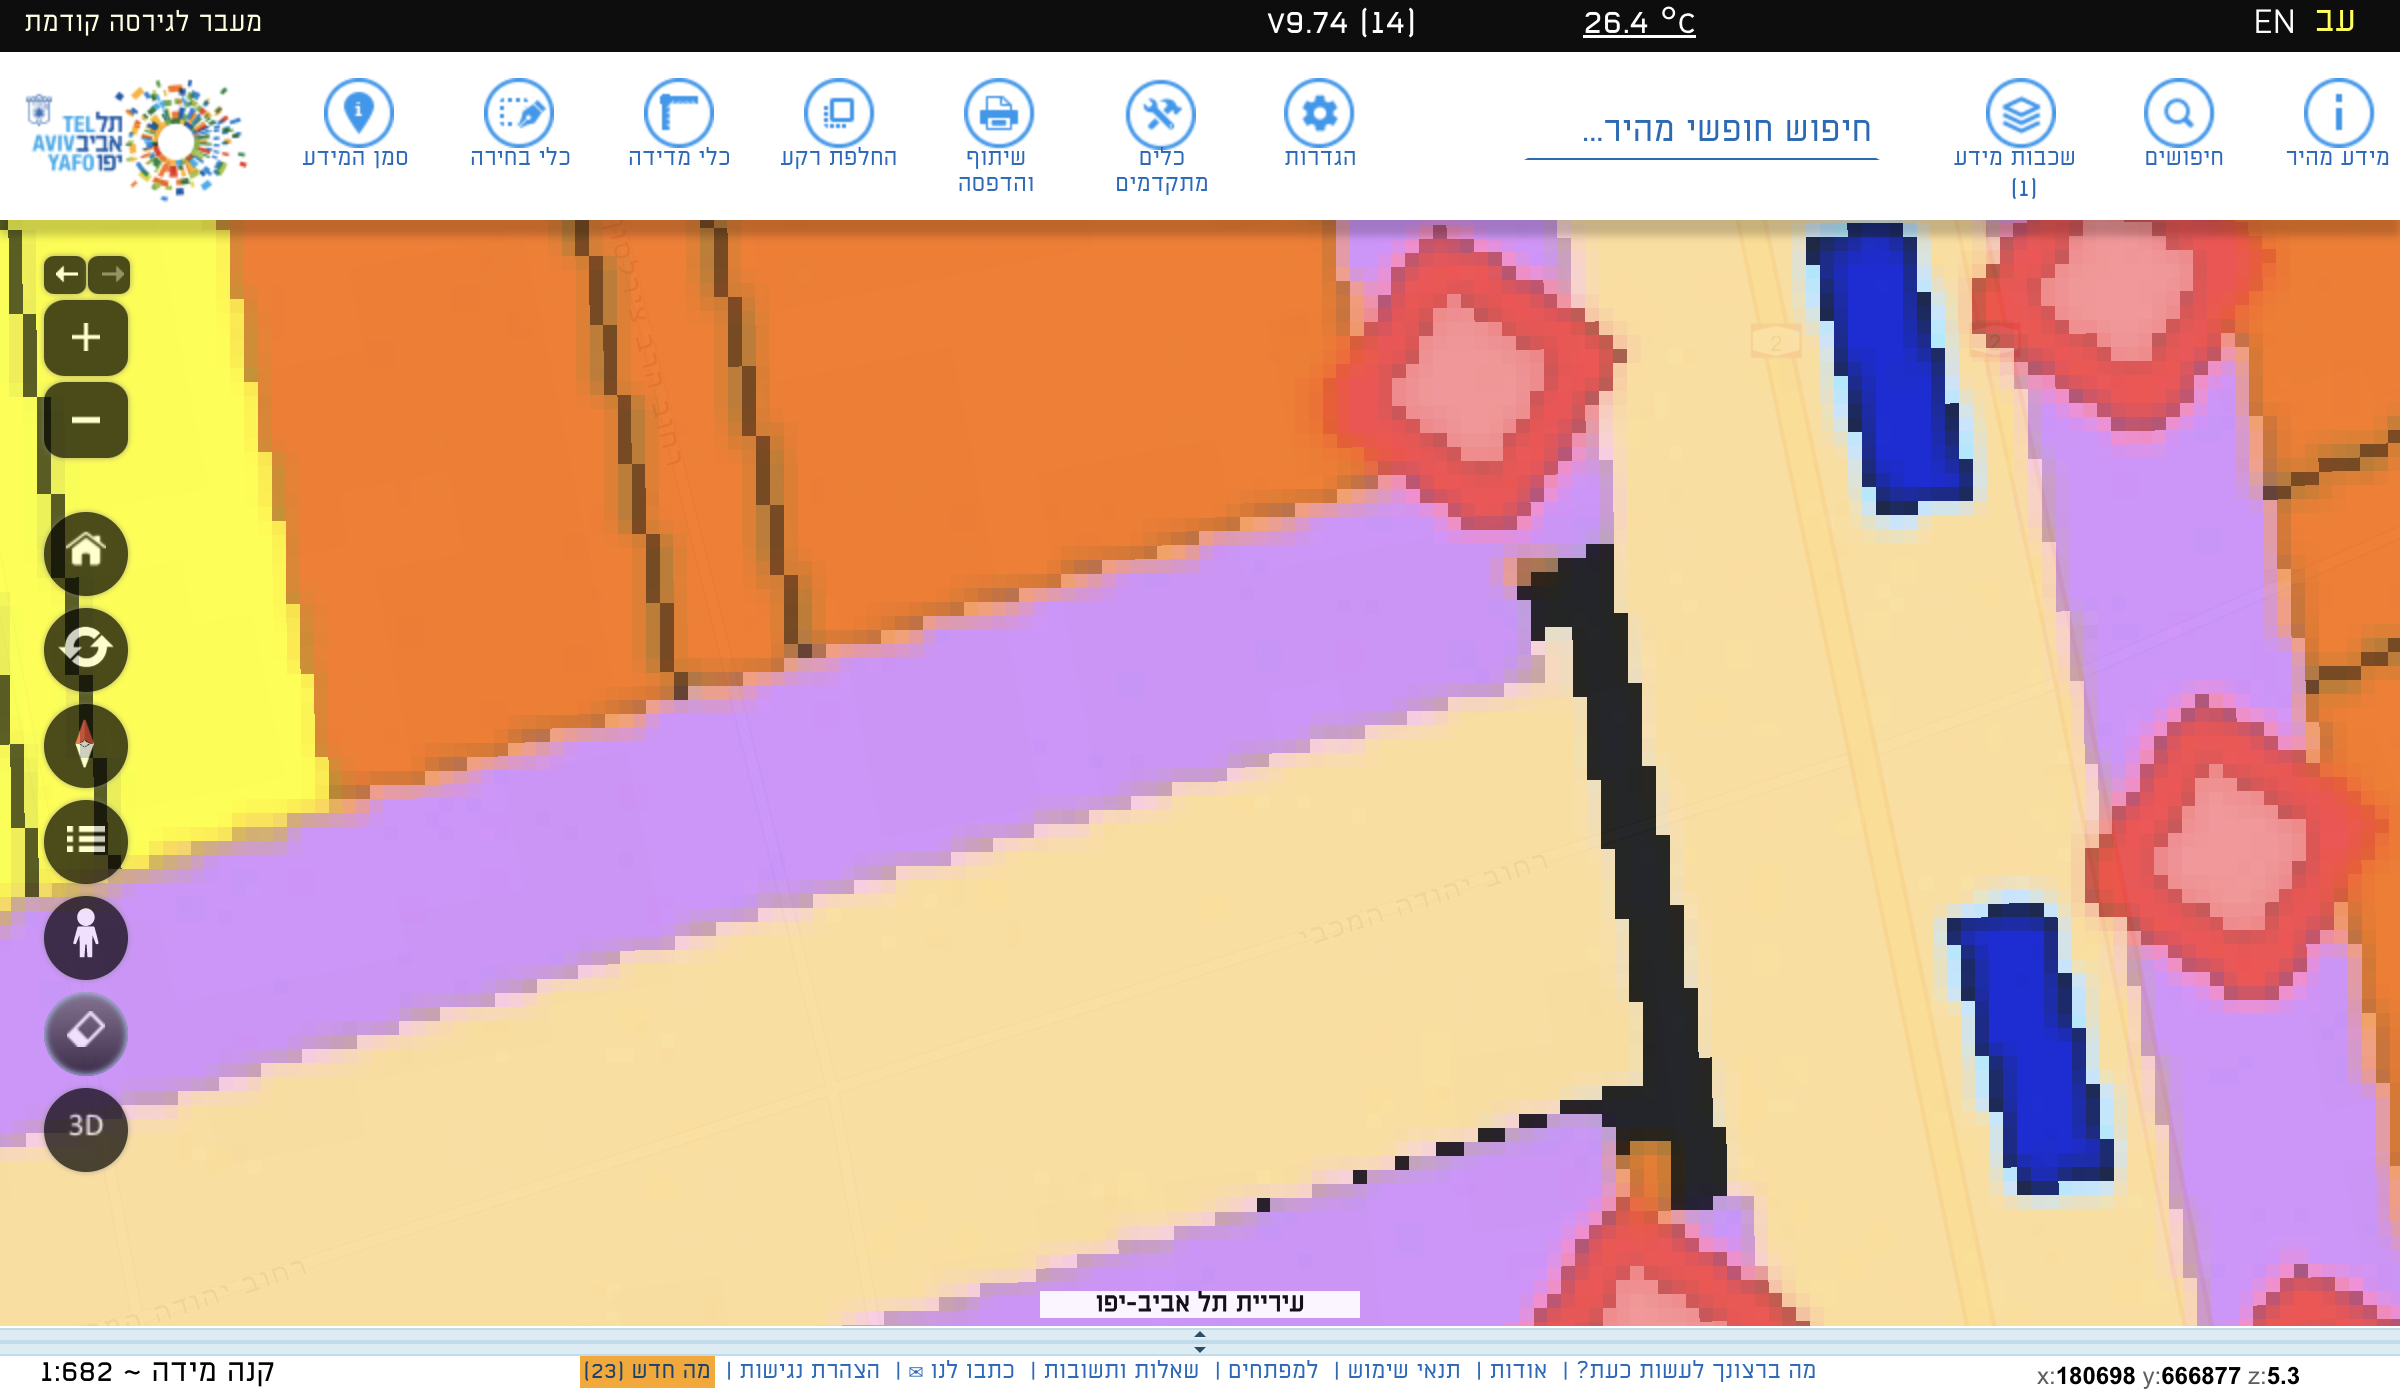 עב EN
26.4 °C
V9.74 (14)
מעבר לגירסה קודמת
מידע מהיר
חיפושים
שכבות מידע
(1)
חיפוש חופשי מהיר...
הגדרות
כלים
מתקדמים
שיתוף
והדפסה
החלפת רקע
כלי מדידה
כלי בחירה
סמן המידע
TEL תל
AVIV אביב
YAFO יפו
2
2
רחוב יהודה המכבי
רחוב יהודה
3D
עיריית תל אביב-יפו
קנה מידה ~ 1:682
מה ברצונך לעשות כעת? | אודות | תנאי שימוש | למפתחים | שאלות ותשובות | כתבו לנו ✉ | הצהרת נגישות | מה חדש (23)
x:180698 y:666877 z:5.3